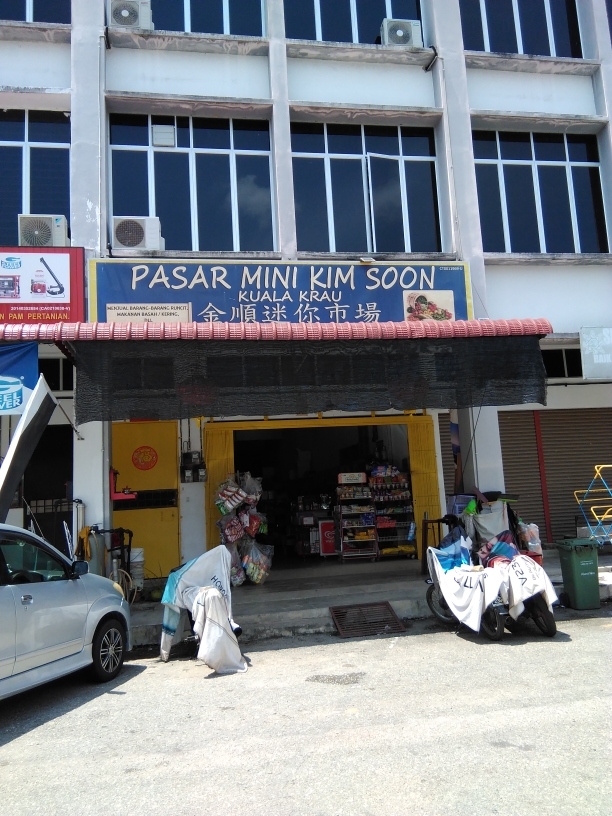 PASAR MINI KIM SOON
KUALA KRAU
金順迷你市場
MENJUAL BARANG-BARANG RUNCIT,
MAKANAN BASAH / KERING,
DLL
N PAM PERTANIAN.